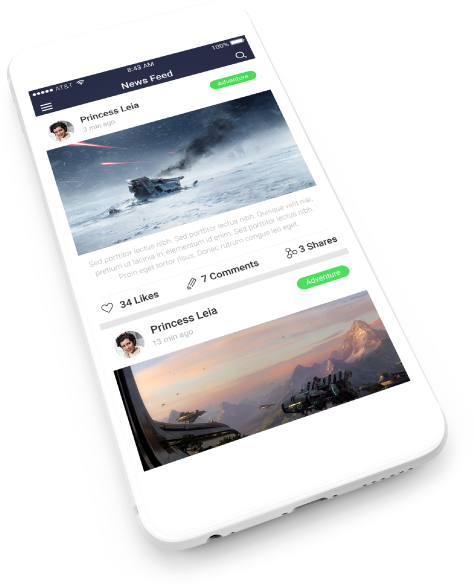 AT&T 8:43 AM 100%
News Feed
Princess Leia
3 min ago
Adventure
Sed porttitor lectus nibh. Sed porttitor lectus nibh. Quisque velit nisi,
pretium ut lacinia in, elementum id enim. Sed porttitor lectus nibh.
Proin eget tortor risus. Donec rutrum congue leo eget.
34 Likes 7 Comments 3 Shares
Princess Leia
13 min ago
Adventure